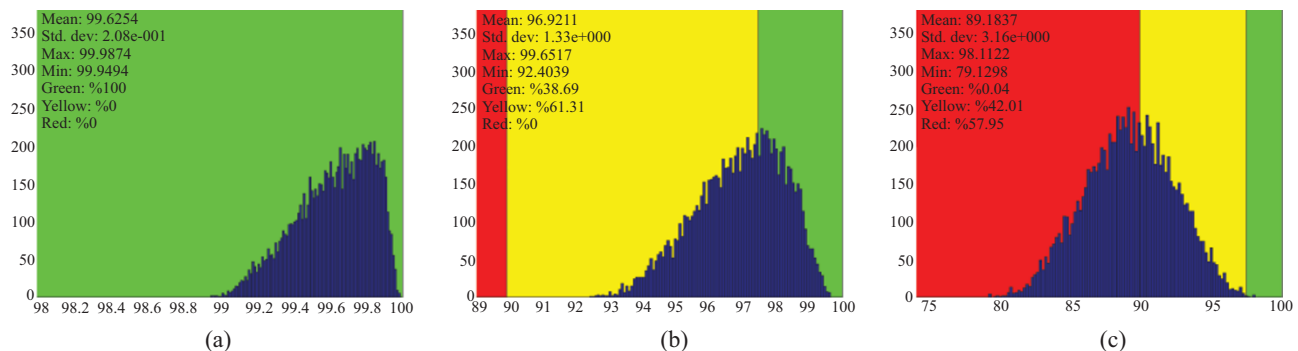 350
300
250
200
150
100
50
0
Mean: 99.6254
Std. dev: 2.08e-001
Max: 99.9874
Min: 99.9494
Green: %100
Yellow: %0
Red: %0
98 98.2 98.4 98.6 98.8 99.2 99.4 99.6 99.8 100
(a)
350
300
250
200
150
100
50
0
Mean: 96.9211
Std. dev: 1.33e+000
Max: 99.6517
Min: 92.4039
Green: %38.69
Yellow: %61.31
Red: %0
89 90 91 92 93 94 95 96 97 98 99 100
(b)
350
300
250
200
150
100
50
0
Mean: 89.1837
Std. dev: 3.16e+000
Max: 98.1122
Min: 79.1298
Green: %0.04
Yellow: %42.01
Red: %57.95
75 80 85 90 95 100
(c)